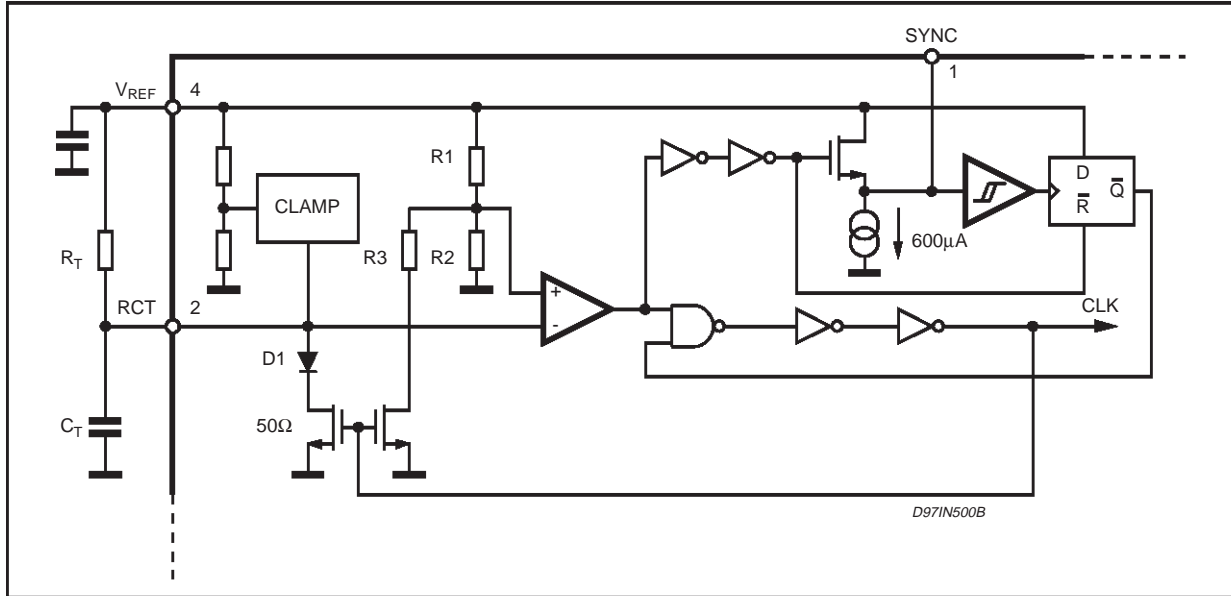 SYNC
1
VREF 4
R1
D
Q
R
CLAMP
600µA
RT
R3
R2
RCT 2
+
-
CLK
D1
CT
50Ω
D97IN500B